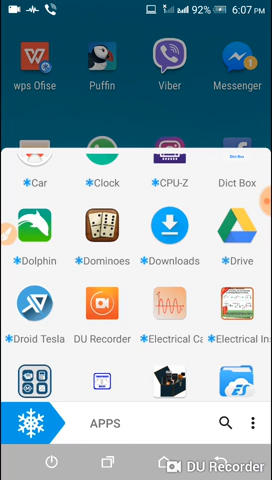 92% 6:07 PM
wps Ofise Puffin Viber Messenger
1
Dict Box
*Car *Clock *CPU-Z Dict Box
*Dolphin *Dominoes *Downloads *Drive
*Droid Tesla DU Recorder *Electrical Ca *Electrical Ins
ES
APPS
DU Recorder